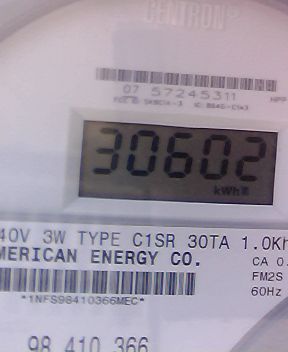 CENTRON®
07 57245311
30602
kWh
40V 3W TYPE C1SR 30TA 1.0Kh
MERICAN ENERGY CO.
CA 0.
FM2S
60Hz
*1NFS98410366MEC*
98 410 366